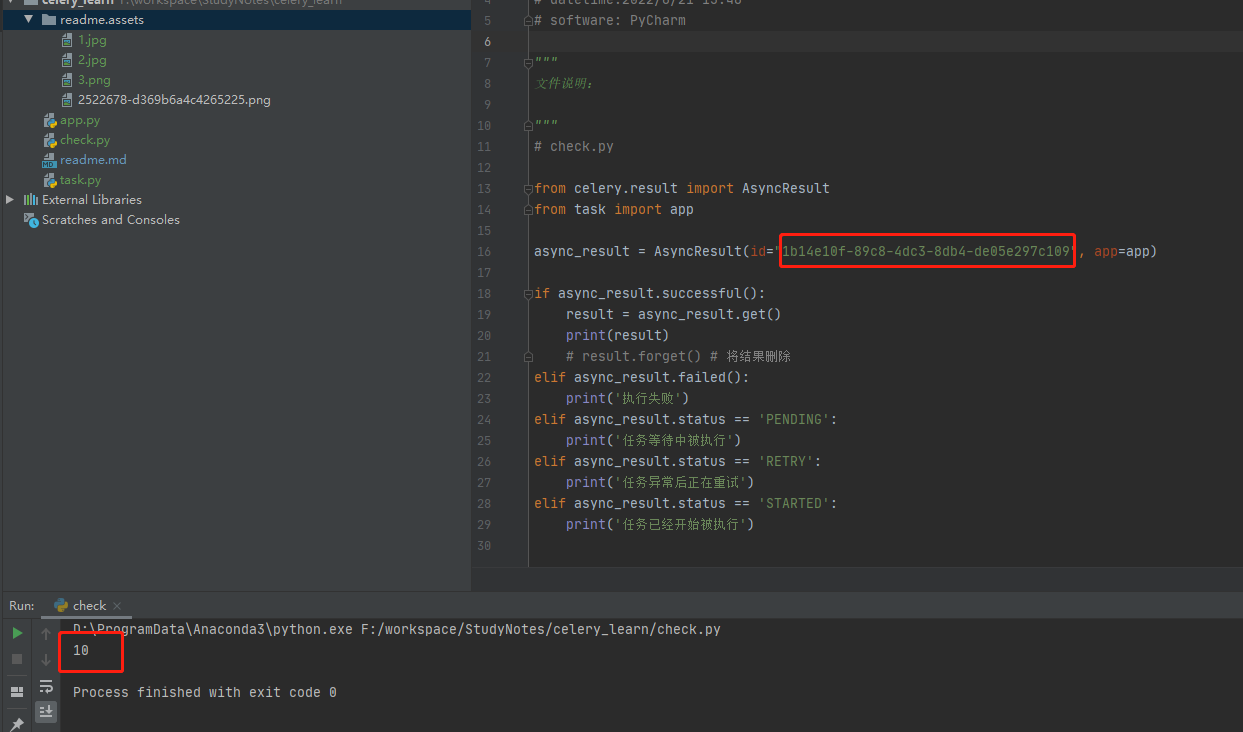 celery_learn F:\workspace\StudyNotes\celery_learn
readme.assets
1.jpg
2.jpg
3.png
2522678-d369b6a4c4265225.png
app.py
check.py
readme.md
task.py
External Libraries
Scratches and Consoles
4 # datetime:2022/6/21 15:46
5 # software: PyCharm
6
7 """
8 文件说明：
9
10 """
11 # check.py
12
13 from celery.result import AsyncResult
14 from task import app
15
16 async_result = AsyncResult(id="1b14e10f-89c8-4dc3-8db4-de05e297c109", app=app)
17
18 if async_result.successful():
19 result = async_result.get()
20 print(result)
21 # result.forget() # 将结果删除
22 elif async_result.failed():
23 print('执行失败')
24 elif async_result.status == 'PENDING':
25 print('任务等待中被执行')
26 elif async_result.status == 'RETRY':
27 print('任务异常后正在重试')
28 elif async_result.status == 'STARTED':
29 print('任务已经开始被执行')
30
Run: check
D:\ProgramData\Anaconda3\python.exe F:/workspace/StudyNotes/celery_learn/check.py
10
Process finished with exit code 0